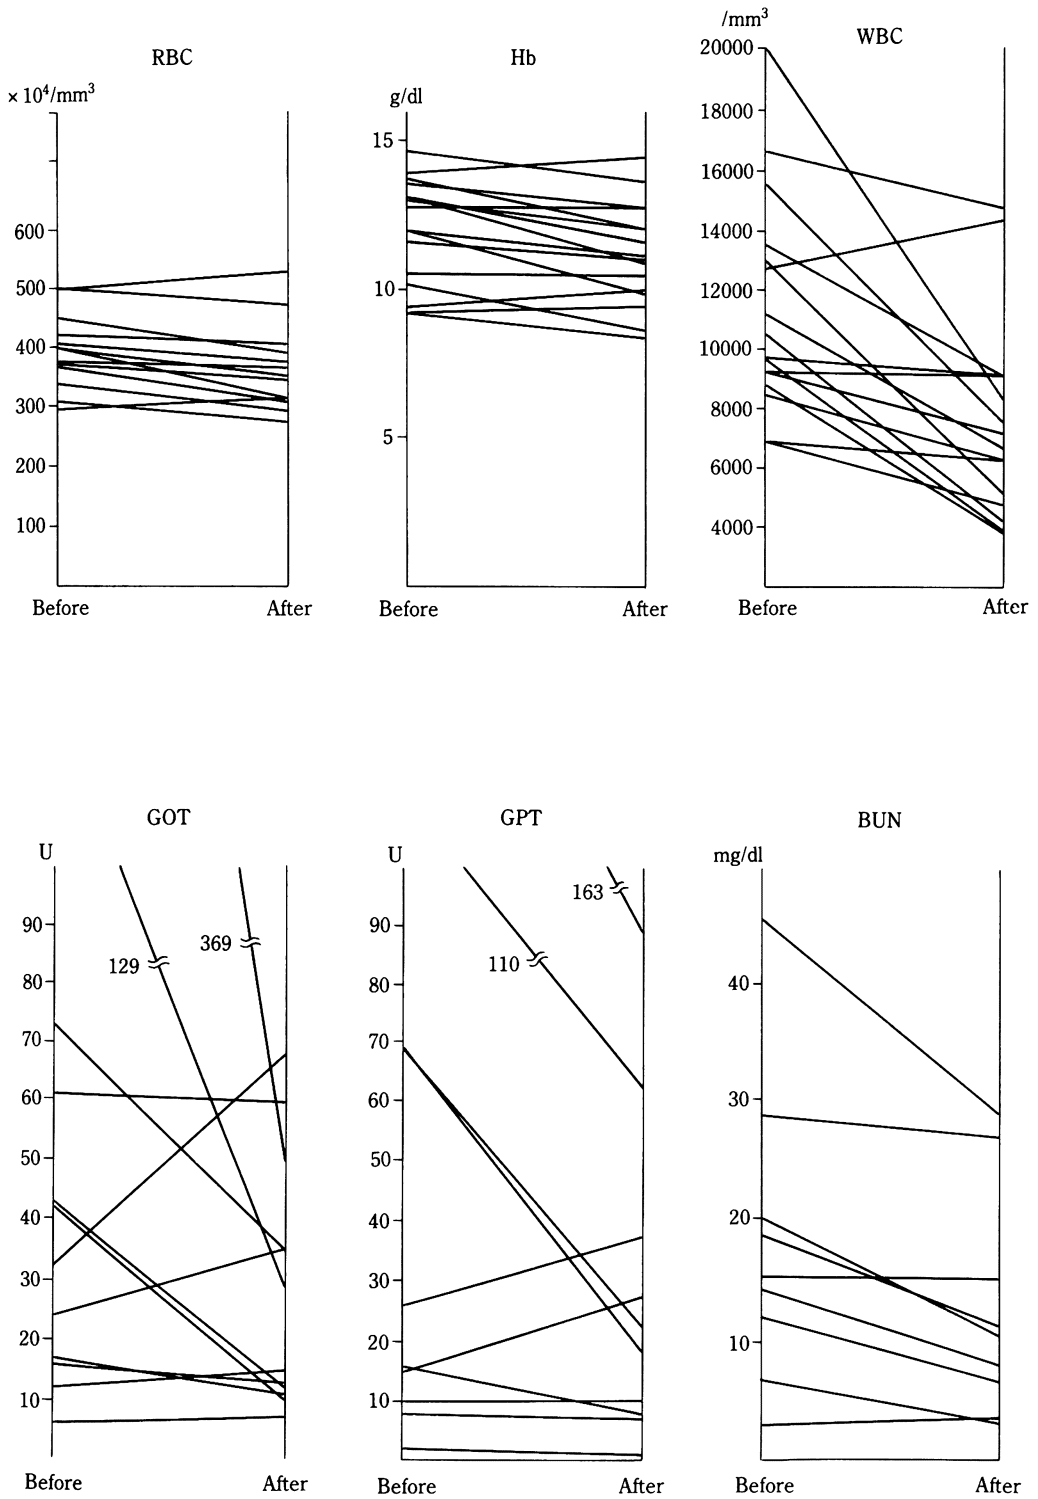 RBC
× 10⁴/mm³
600
500
400
300
200
100
Before After
Hb
g/dl
15
10
5
Before After
WBC
/mm³
20000
18000
16000
14000
12000
10000
8000
6000
4000
Before After
GOT
U
90
80
70
60
50
40
30
20
10
129
369
Before After
GPT
U
90
80
70
60
50
40
30
20
10
110
163
Before After
BUN
mg/dl
40
30
20
10
Before After